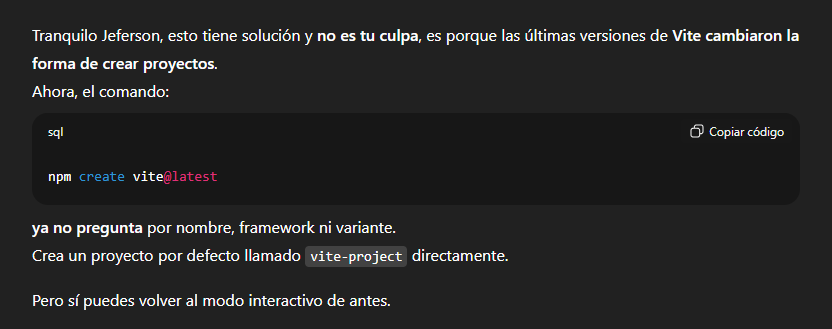 Tranquilo Jeferson, esto tiene solución y no es tu culpa, es porque las últimas versiones de Vite cambiaron la
forma de crear proyectos.
Ahora, el comando:
sql
Copiar código
npm create vite@latest
ya no pregunta por nombre, framework ni variante.
Crea un proyecto por defecto llamado vite-project directamente.
Pero sí puedes volver al modo interactivo de antes.